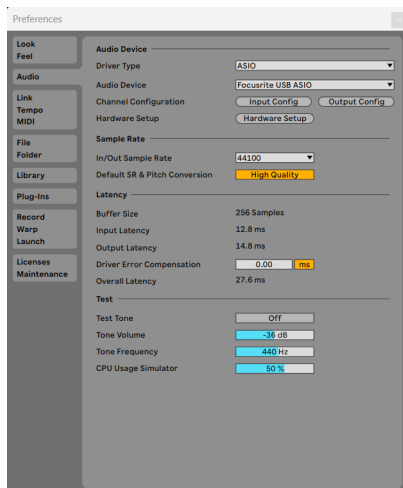 Preferences
Look
Feel
Audio
Link
Tempo
MIDI
File
Folder
Library
Plug-Ins
Record
Warp
Launch
Licenses
Maintenance
Audio Device
Driver Type ASIO
Audio Device Focusrite USB ASIO
Channel Configuration Input Config Output Config
Hardware Setup Hardware Setup
Sample Rate
In/Out Sample Rate 44100
Default SR & Pitch Conversion High Quality
Latency
Buffer Size 256 Samples
Input Latency 12.8 ms
Output Latency 14.8 ms
Driver Error Compensation 0.00 ms
Overall Latency 27.6 ms
Test
Test Tone Off
Tone Volume -36 dB
Tone Frequency 440 Hz
CPU Usage Simulator 50 %